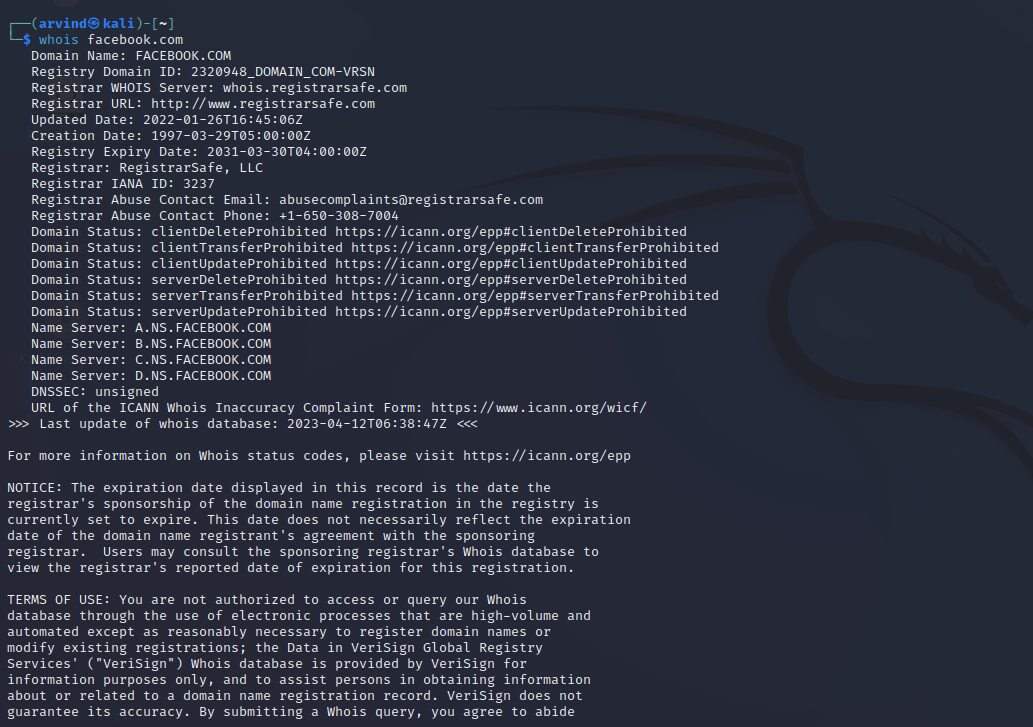 ┌──(arvind㉿kali)-[~]
└─$ whois facebook.com
Domain Name: FACEBOOK.COM
Registry Domain ID: 2320948_DOMAIN_COM-VRSN
Registrar WHOIS Server: whois.registrarsafe.com
Registrar URL: http://www.registrarsafe.com
Updated Date: 2022-01-26T16:45:06Z
Creation Date: 1997-03-29T05:00:00Z
Registry Expiry Date: 2031-03-30T04:00:00Z
Registrar: RegistrarSafe, LLC
Registrar IANA ID: 3237
Registrar Abuse Contact Email: abusecomplaints@registrarsafe.com
Registrar Abuse Contact Phone: +1-650-308-7004
Domain Status: clientDeleteProhibited https://icann.org/epp#clientDeleteProhibited
Domain Status: clientTransferProhibited https://icann.org/epp#clientTransferProhibited
Domain Status: clientUpdateProhibited https://icann.org/epp#clientUpdateProhibited
Domain Status: serverDeleteProhibited https://icann.org/epp#serverDeleteProhibited
Domain Status: serverTransferProhibited https://icann.org/epp#serverTransferProhibited
Domain Status: serverUpdateProhibited https://icann.org/epp#serverUpdateProhibited
Name Server: A.NS.FACEBOOK.COM
Name Server: B.NS.FACEBOOK.COM
Name Server: C.NS.FACEBOOK.COM
Name Server: D.NS.FACEBOOK.COM
DNSSEC: unsigned
URL of the ICANN Whois Inaccuracy Complaint Form: https://www.icann.org/wicf/
>>> Last update of whois database: 2023-04-12T06:38:47Z <<<
For more information on Whois status codes, please visit https://icann.org/epp
NOTICE: The expiration date displayed in this record is the date the
registrar's sponsorship of the domain name registration in the registry is
currently set to expire. This date does not necessarily reflect the expiration
date of the domain name registrant's agreement with the sponsoring
registrar.  Users may consult the sponsoring registrar's Whois database to
view the registrar's reported date of expiration for this registration.
TERMS OF USE: You are not authorized to access or query our Whois
database through the use of electronic processes that are high-volume and
automated except as reasonably necessary to register domain names or
modify existing registrations; the Data in VeriSign Global Registry
Services' ("VeriSign") Whois database is provided by VeriSign for
information purposes only, and to assist persons in obtaining information
about or related to a domain name registration record. VeriSign does not
guarantee its accuracy. By submitting a Whois query, you agree to abide